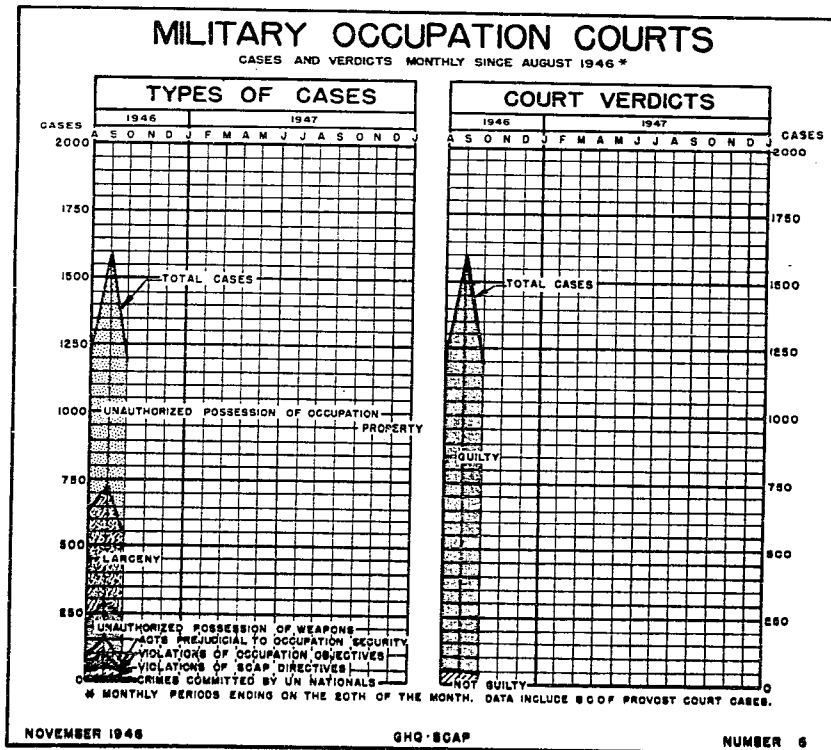 MILITARY OCCUPATION COURTS
CASES AND VERDICTS MONTHLY SINCE AUGUST 1946 *
TYPES OF CASES
1946 1947
CASES A S O N D J F M A M J J A S O N D J
2000
1750
1500
TOTAL CASES
1250
1000
UNAUTHORIZED POSSESSION OF OCCUPATION
PROPERTY
750
500
LARCENY
250
UNAUTHORIZED POSSESSION OF WEAPONS
ACTS PREJUDICIAL TO OCCUPATION SECURITY
VIOLATIONS OF OCCUPATION OBJECTIVES
VIOLATIONS OF SCAP DIRECTIVES
0 CRIMES COMMITTED BY UN NATIONALS
COURT VERDICTS
1946 1947
A S O N D J F M A M J J A S O N D J CASES
2000
1750
TOTAL CASES
1500
1250
1000
GUILTY
750
500
250
NOT GUILTY
0
* MONTHLY PERIODS ENDING ON THE 20TH OF THE MONTH. DATA INCLUDE OF PROVOST COURT CASES.
NOVEMBER 1946
GHQ-SCAP
NUMBER 6